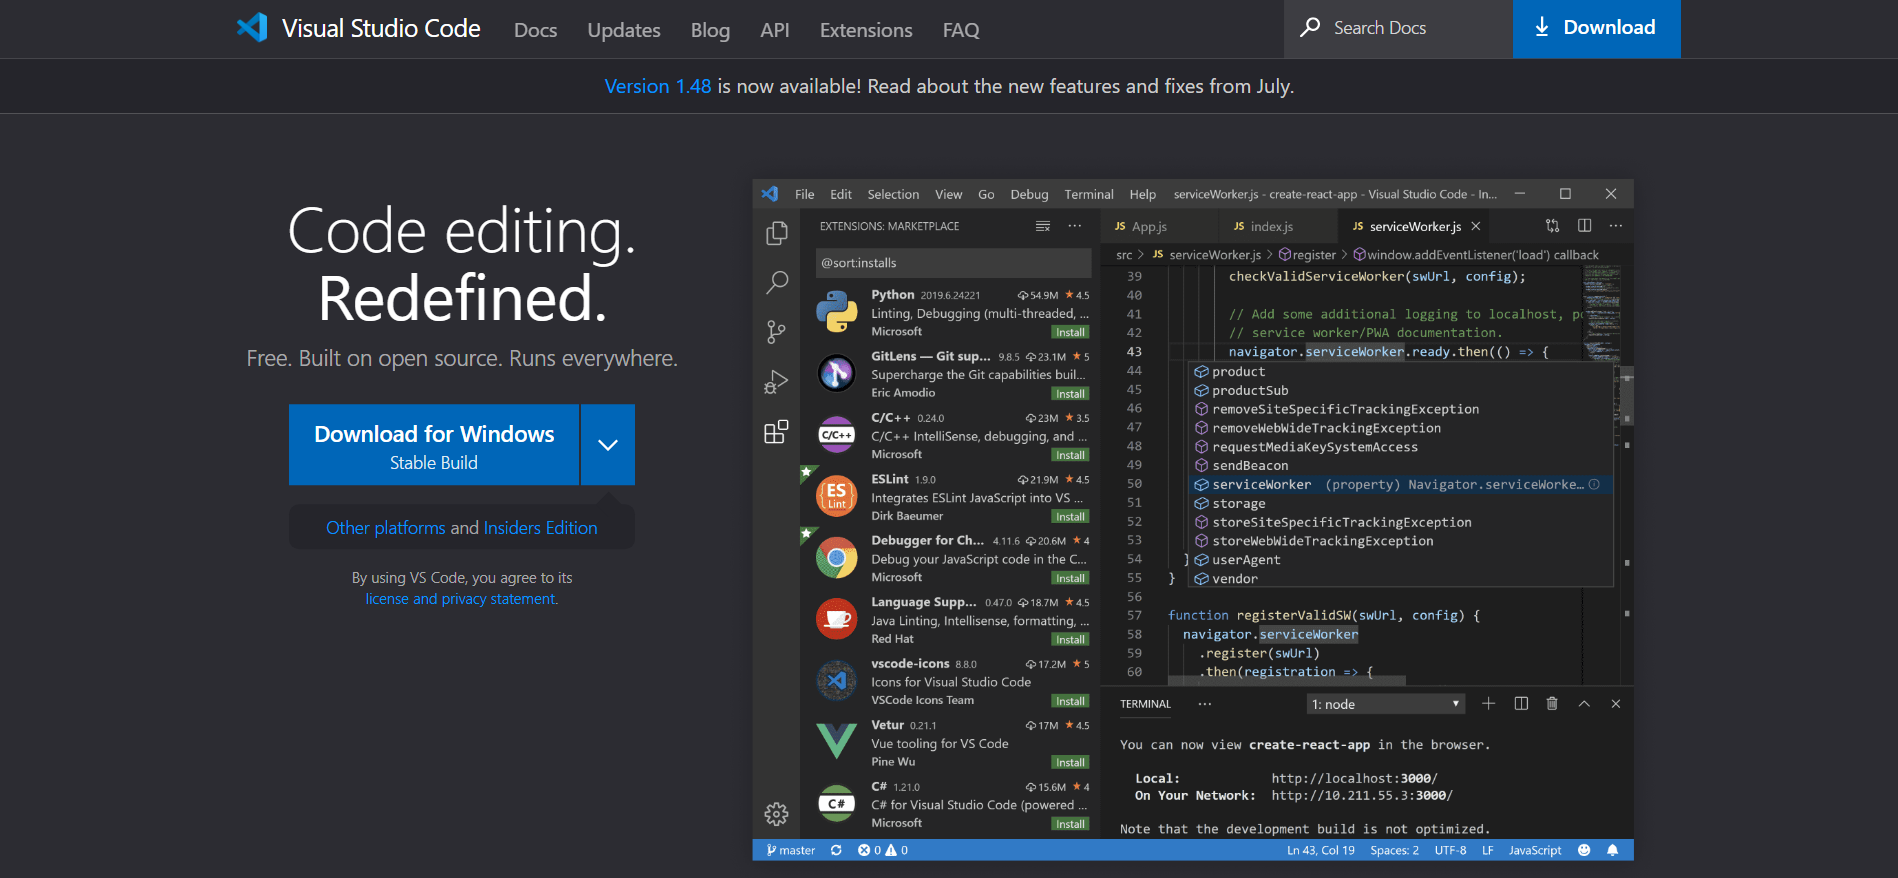 Visual Studio Code Docs Updates Blog API Extensions FAQ Search Docs Download
Version 1.48 is now available! Read about the new features and fixes from July.
Code editing.
Redefined.
Free. Built on open source. Runs everywhere.
Download for Windows
Stable Build
Other platforms and Insiders Edition
By using VS Code, you agree to its
license and privacy statement.
File Edit Selection View Go Debug Terminal Help serviceWorker.js - create-react-app - Visual Studio Code - In...
EXTENSIONS: MARKETPLACE
@sort:installs
Python 2019.6.24221 54.9M 4.5
Linting, Debugging (multi-threaded, ...
Microsoft Install
GitLens — Git sup... 9.8.5 23.1M 5
Supercharge the Git capabilities buil...
Eric Amodio Install
C/C++
C/C++ 0.24.0 23M 3.5
C/C++ IntelliSense, debugging, and ...
Microsoft Install
ES
Lint
ESLint 1.9.0 21.9M 4.5
Integrates ESLint JavaScript into VS ...
Dirk Baeumer Install
Debugger for Ch... 4.11.6 20.6M 4
Debug your JavaScript code in the C...
Microsoft Install
Language Supp... 0.47.0 18.7M 4.5
Java Linting, Intellisense, formatting, ...
Red Hat Install
vscode-icons 8.8.0 17.2M 5
Icons for Visual Studio Code
VSCode Icons Team Install
Vetur 0.21.1 17M 4.5
Vue tooling for VS Code
Pine Wu Install
C#
C# 1.21.0 15.6M 4
C# for Visual Studio Code (powered ...
Microsoft Install
JS App.js JS index.js JS serviceWorker.js
src > JS serviceWorker.js > register > window.addEventListener('load') callback
39 checkValidServiceWorker(swUrl, config);
40
41 // Add some additional logging to localhost,
42 // service worker/PWA documentation.
43 navigator.serviceWorker.ready.then(() => {
44 product
45 productSub
46 removeSiteSpecificTrackingException
47 removeWebWideTrackingException
48 requestMediaKeySystemAccess
49 sendBeacon
50 serviceWorker (property) Navigator.serviceWorke...
51 storage
52 storeSiteSpecificTrackingException
53 storeWebWideTrackingException
54 } userAgent
55 } vendor
56
57 function registerValidSW(swUrl, config) {
58 navigator.serviceWorker
59 .register(swUrl)
60 .then(registration => {
TERMINAL ... 1: node
You can now view create-react-app in the browser.
Local: http://localhost:3000/
On Your Network: http://10.211.55.3:3000/
Note that the development build is not optimized.
master 0 0 Ln 43, Col 19 Spaces: 2 UTF-8 LF JavaScript